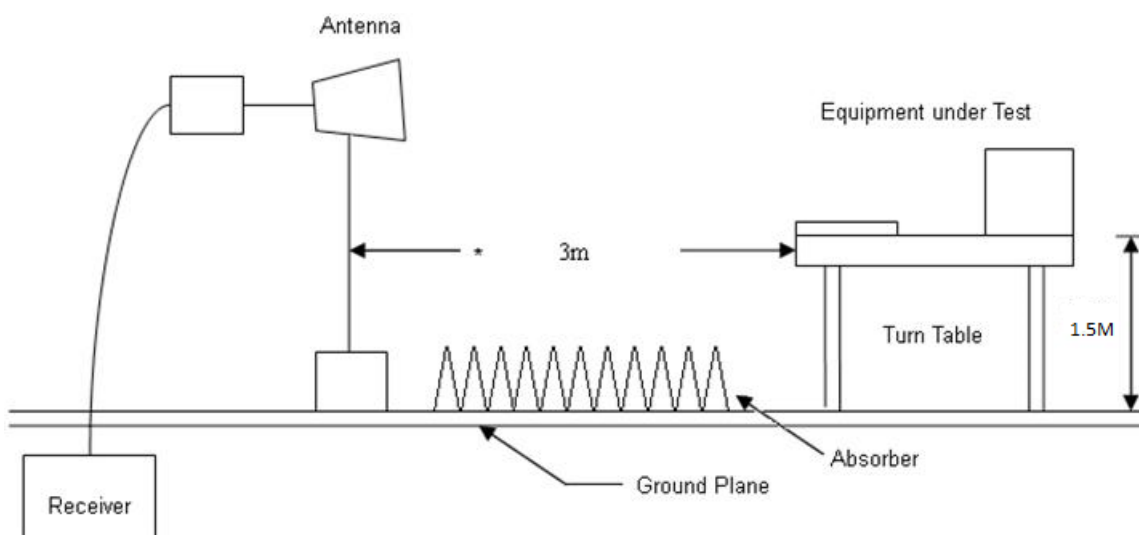 Antenna
Equipment under Test
* 3m
Turn Table
1.5M
Absorber
Ground Plane
Receiver